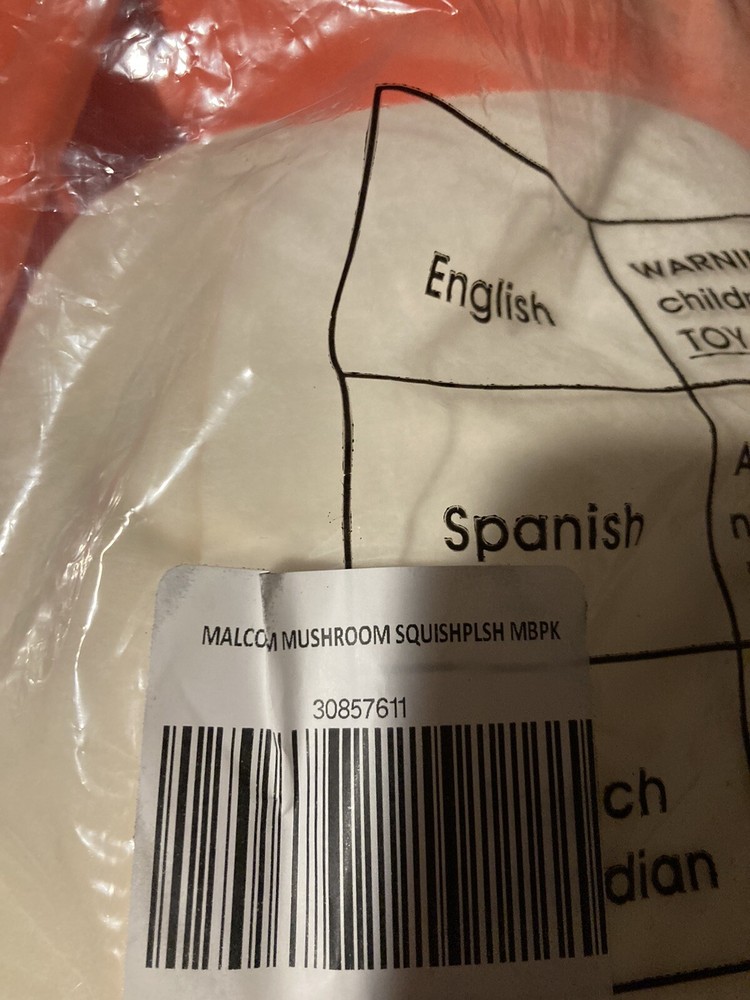 English
WARNI
childr
TOY
Spanish
A
n
MALCOM MUSHROOM SQUISHPLSH MBPK
30857611
ch
dian